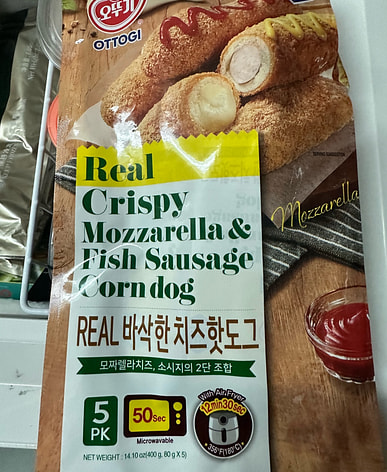 오뚜기
OTTOGI
Real
Crispy
Mozzarella &
Fish Sausage
Corn dog
Mozzarella
REAL 바삭한 치즈핫도그
모짜렐라치즈, 소시지의 2단 조합
5
PK
50Sec
Microwavable
With Air Fryer
12min30sec
350°F(180°C)
NET WEIGHT : 14.10 oz(400 g, 80 g X 5)